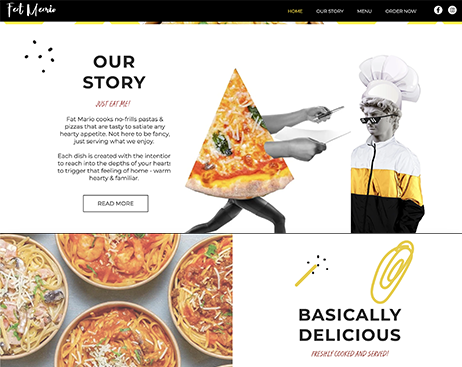 Fat Mario
HOME OUR STORY MENU ORDER NOW
OUR
STORY
JUST EAT ME!
Fat Mario cooks no-frills pastas &
pizzas that are tasty to satiate any
hearty appetite. Not here to be fancy,
just serving what we enjoy.
Each dish is created with the intention
to reach into the depths of your hearts
to trigger that feeling of home - warm
hearty & familiar.
READ MORE
BASICALLY
DELICIOUS
FRESHLY COOKED AND SERVED!